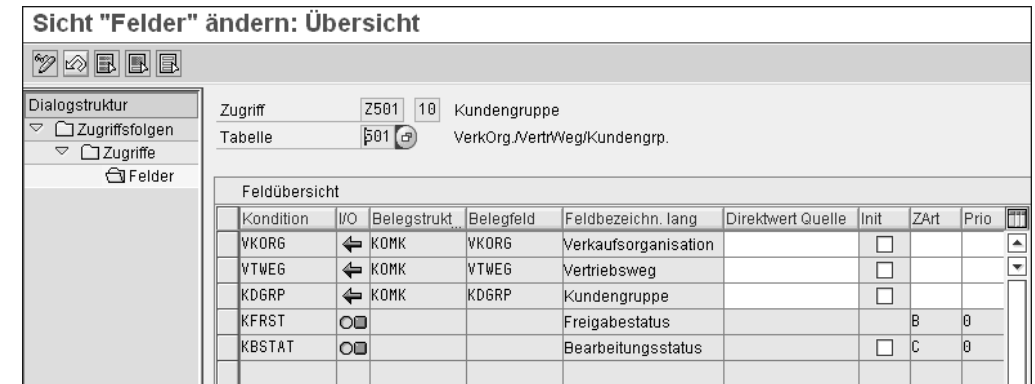 Sicht "Felder" ändern: Übersicht
Dialogstruktur
Zugriffsfolgen
Zugriffe
Felder
Zugriff Z501 10 Kundengruppe
Tabelle 501 VerkOrg./VertrWeg/Kundengrp.
Feldübersicht
Kondition I/O Belegstrukt... Belegfeld Feldbezeichn. lang Direktwert Quelle Init ZArt Prio
VKORG KOMK VKORG Verkaufsorganisation
VTWEG KOMK VTWEG Vertriebsweg
KDGRP KOMK KDGRP Kundengruppe
KFRST Freigabestatus B 0
KBSTAT Bearbeitungsstatus C 0